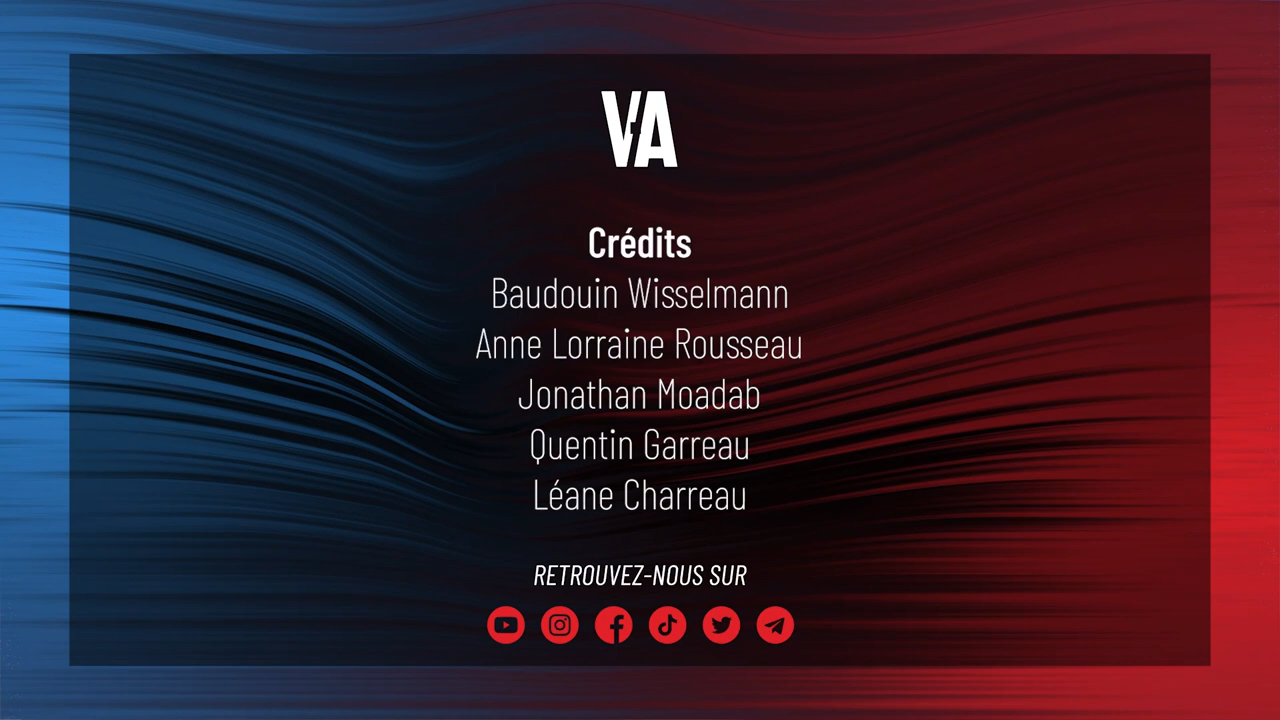 VA
Crédits
Baudouin Wisselmann
Anne Lorraine Rousseau
Jonathan Moadab
Quentin Garreau
Léane Charreau
RETROUVEZ-NOUS SUR